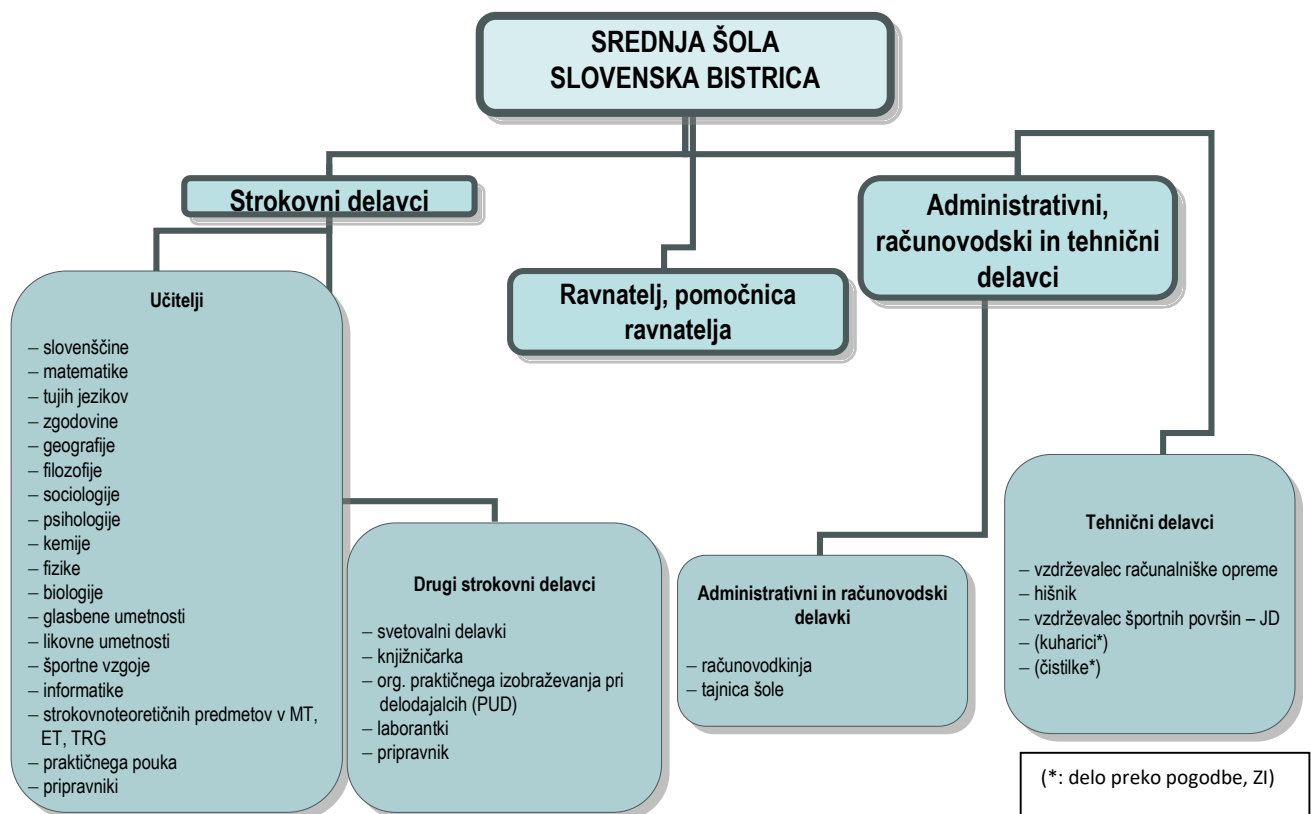 SREDNJA ŠOLA
SLOVENSKA BISTRICA
Strokovni delavci
Ravnatelj, pomočnica
ravnatelja
Administrativni,
računovodski in tehnični
delavci
Učitelji
– slovenščine
– matematike
– tujih jezikov
– zgodovine
– geografije
– filozofije
– sociologije
– psihologije
– kemije
– fizike
– biologije
– glasbene umetnosti
– likovne umetnosti
– športne vzgoje
– informatike
– strokovnoteoretičnih predmetov v MT,
ET, TRG
– praktičnega pouka
– pripravniki
Drugi strokovni delavci
– svetovalni delavki
– knjižničarka
– org. praktičnega izobraževanja pri
delodajalcih (PUD)
– laborantki
– pripravnik
Administrativni in računovodski
delavki
– računovodkinja
– tajnica šole
Tehnični delavci
– vzdrževalec računalniške opreme
– hišnik
– vzdrževalec športnih površin – JD
– (kuharici*)
– (čistilke*)
(*: delo preko pogodbe, ZI)